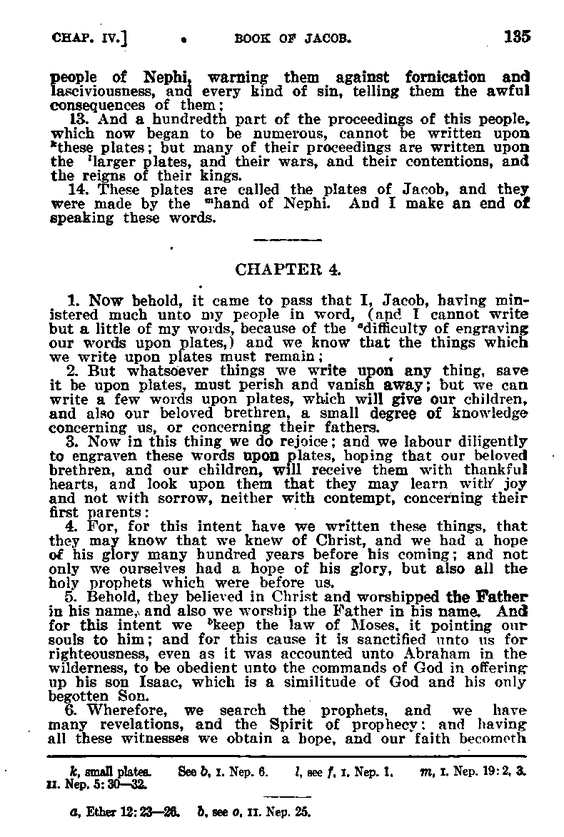 CHAP. IV.] BOOK OF JACOB. 135
people of Nephi, warning them against fornication and
lasciviousness, and every kind of sin, telling them the awful
consequences of them;
13. And a hundredth part of the proceedings of this people,
which now began to be numerous, cannot be written upon
ᵏthese plates; but many of their proceedings are written upon
the ˡlarger plates, and their wars, and their contentions, and
the reigns of their kings.
14. These plates are called the plates of Jacob, and they
were made by the ᵐhand of Nephi. And I make an end of
speaking these words.
CHAPTER 4.
1. Now behold, it came to pass that I, Jacob, having min-
istered much unto my people in word, (and I cannot write
but a little of my words, because of the ᵃdifficulty of engraving
our words upon plates,) and we know that the things which
we write upon plates must remain;
2. But whatsoever things we write upon any thing, save
it be upon plates, must perish and vanish away; but we can
write a few words upon plates, which will give our children,
and also our beloved brethren, a small degree of knowledge
concerning us, or concerning their fathers.
3. Now in this thing we do rejoice; and we labour diligently
to engraven these words upon plates, hoping that our beloved
brethren, and our children, will receive them with thankful
hearts, and look upon them that they may learn with joy
and not with sorrow, neither with contempt, concerning their
first parents:
4. For, for this intent have we written these things, that
they may know that we knew of Christ, and we had a hope
of his glory many hundred years before his coming; and not
only we ourselves had a hope of his glory, but also all the
holy prophets which were before us.
5. Behold, they believed in Christ and worshipped the Father
in his name, and also we worship the Father in his name. And
for this intent we ᵇkeep the law of Moses, it pointing our
souls to him; and for this cause it is sanctified unto us for
righteousness, even as it was accounted unto Abraham in the
wilderness, to be obedient unto the commands of God in offering
up his son Isaac, which is a similitude of God and his only
begotten Son.
6. Wherefore, we search the prophets, and we have
many revelations, and the Spirit of prophecy; and having
all these witnesses we obtain a hope, and our faith becometh
k, small plates. See b, I. Nep. 6. l, see f, I. Nep. 1. m, I. Nep. 19: 2, 3.
II. Nep. 5: 30—32.
a, Ether 12: 23—26. b, see o, II. Nep. 25.